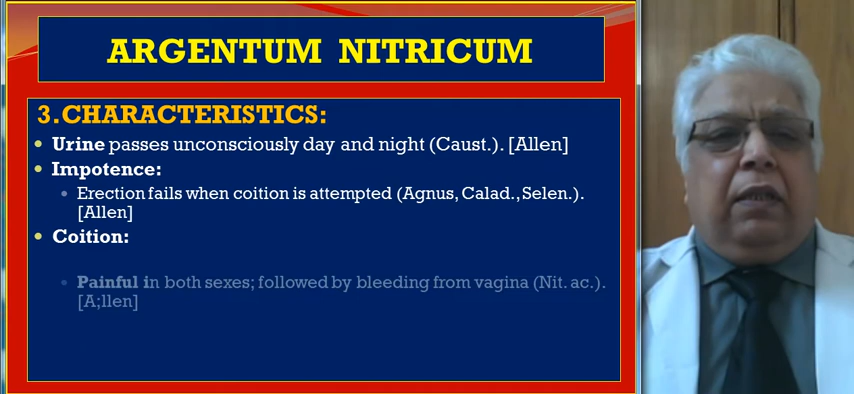 ARGENTUM NITRICUM
3.CHARACTERISTICS:
• Urine passes unconsciously day and night (Caust.). [Allen]
• Impotence:
• Erection fails when coition is attempted (Agnus, Calad., Selen.).
[Allen]
• Coition:
• Painful in both sexes; followed by bleeding from vagina (Nit. ac.).
[A;llen]